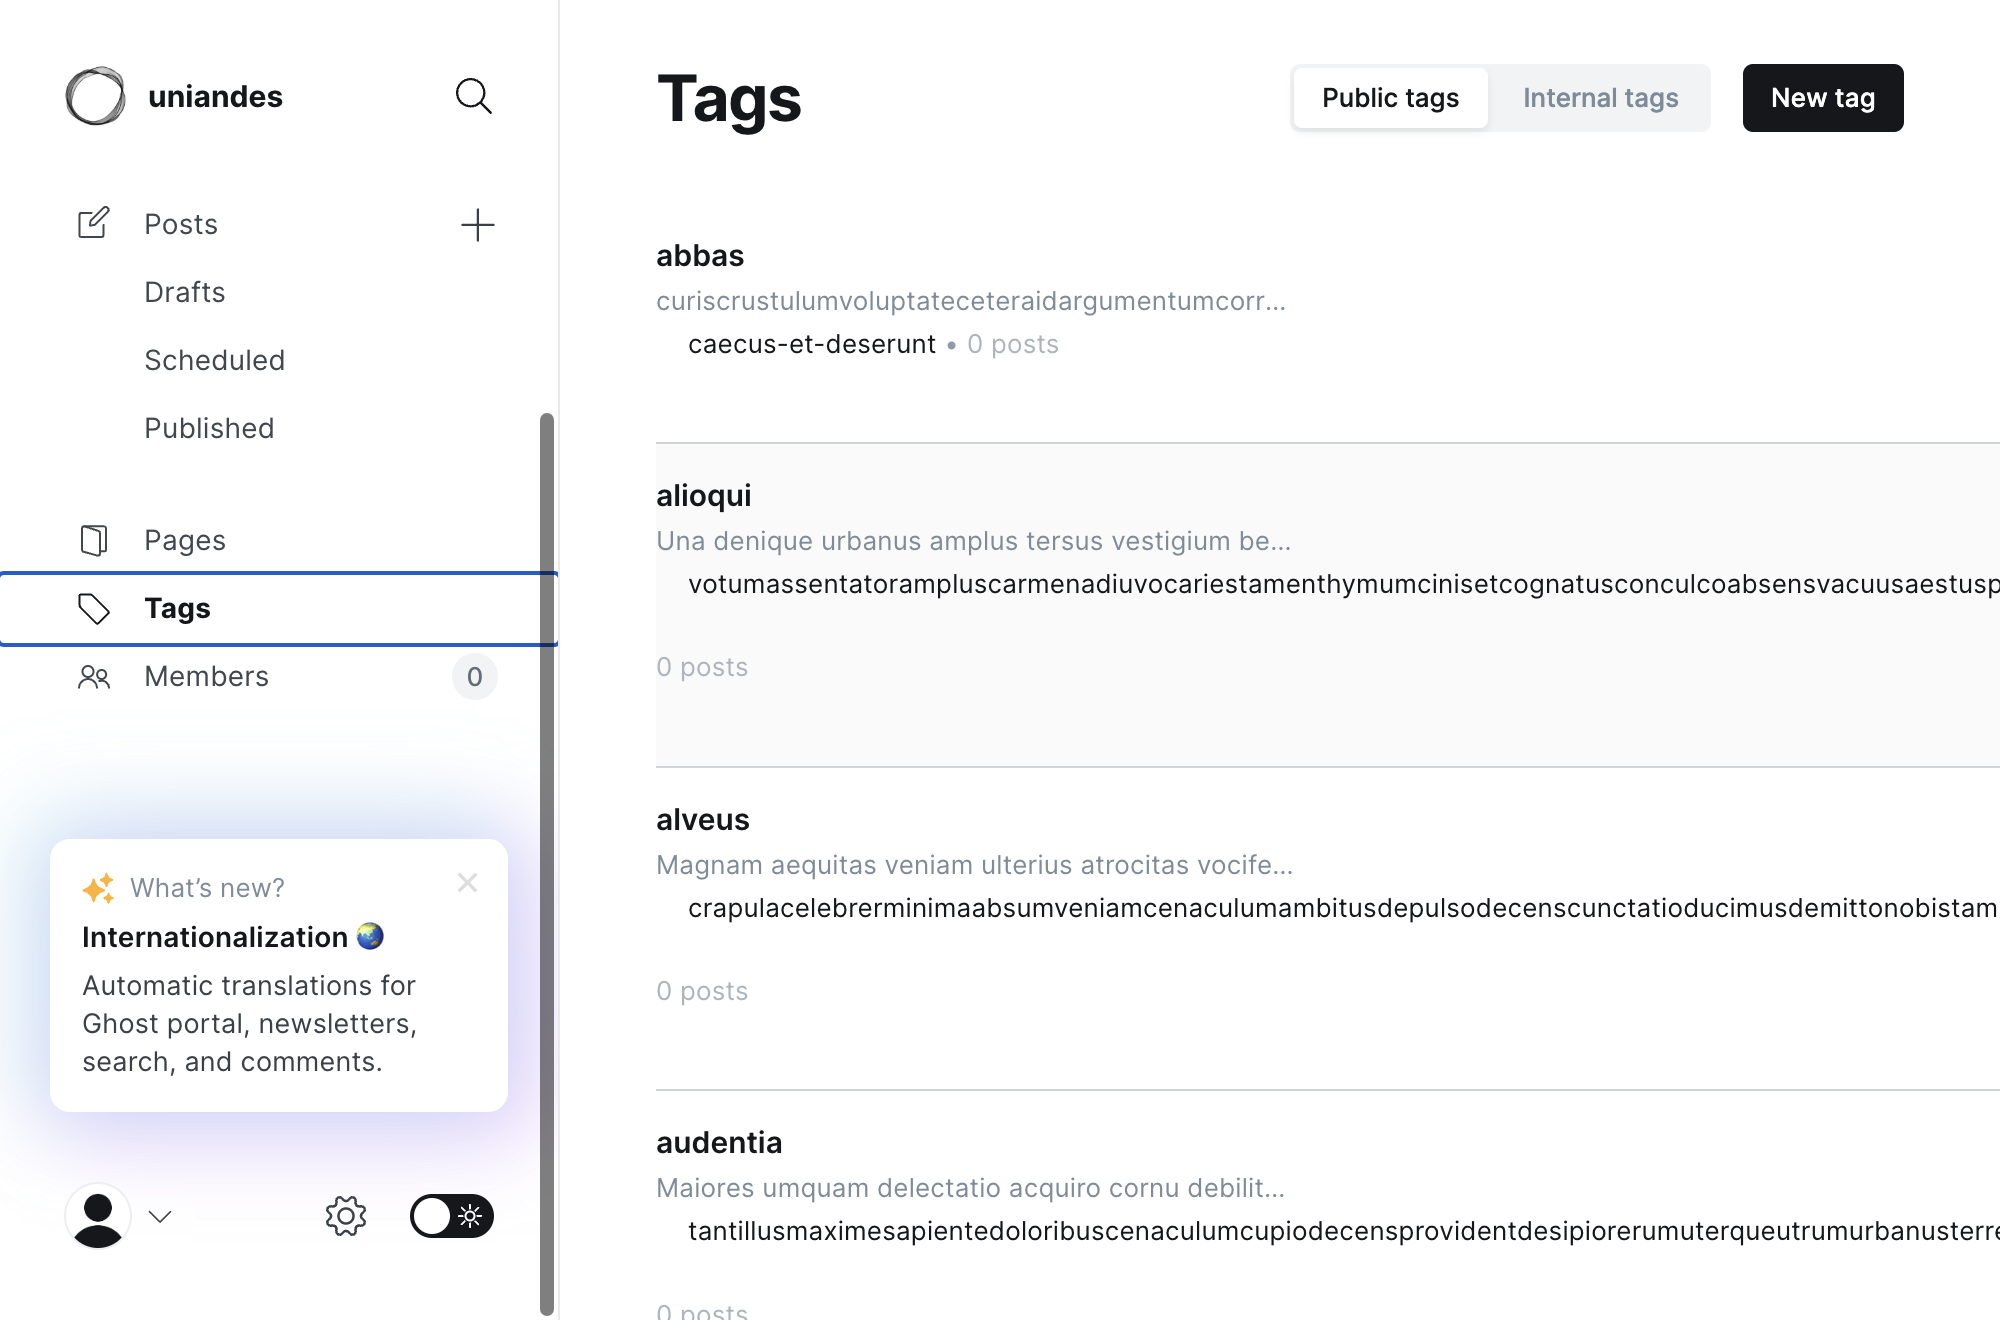 uniandes
Posts
Drafts
Scheduled
Published
Pages
Tags
Members
0
What’s new?
Internationalization
Automatic translations for
Ghost portal, newsletters,
search, and comments.
Tags
Public tags
Internal tags
New tag
abbas
curiscrustulumvoluptateceteraidargumentumcorr...
caecus-et-deserunt • 0 posts
alioqui
Una denique urbanus amplus tersus vestigium be...
votumassentatorampluscarmenadiuvocariestamenthymumcinisetcognatusconculcoabsensvacuusaestusp
0 posts
alveus
Magnam aequitas veniam ulterius atrocitas vocife...
crapulacelebrerminimaabsumveniamcenaculumambitusdepulsodecenscunctatioducimusdemittonobistam
0 posts
audentia
Maiores umquam delectatio acquiro cornu debilit...
tantillusmaximesapientedoloribuscenaculumcupiodecensprovidentdesipiorerumuterqueutrumurbanusterre
0 posts